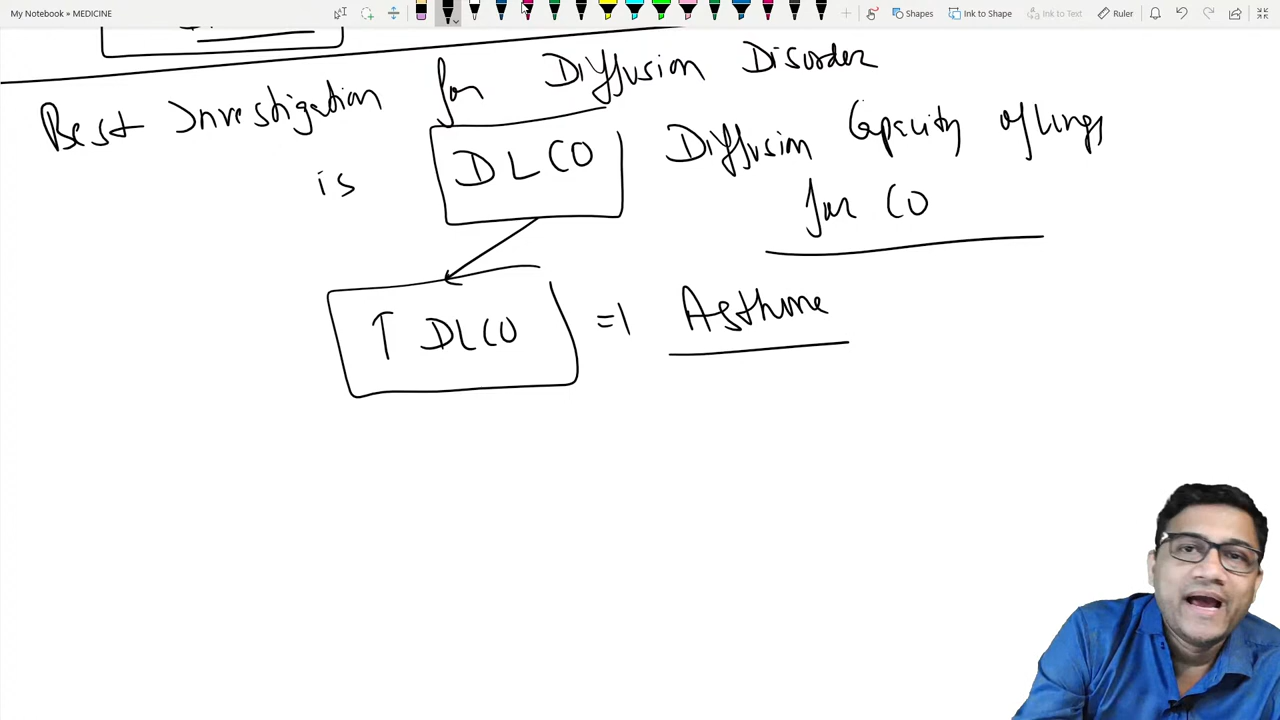 My Notebook » MEDICINE
Shapes Ink to Shape Ink to Text Ruler
Best Investigation for Diffusion Disorder
is DLCO Diffusion Capacity of lungs
for CO
↑ DLCO => Asthma